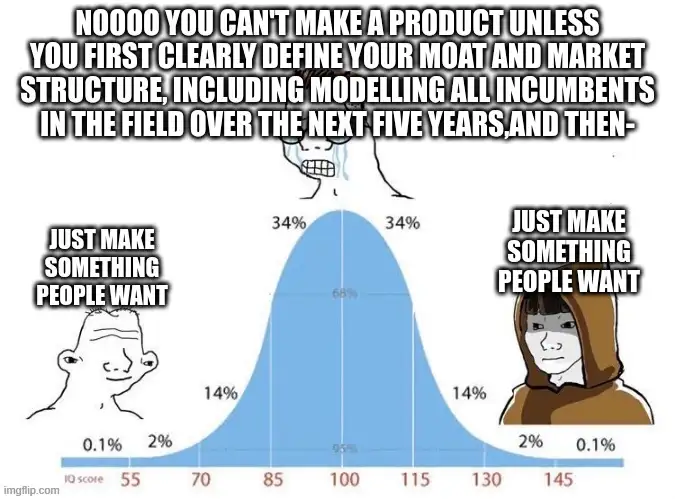 NOOOO YOU CAN'T MAKE A PRODUCT UNLESS
YOU FIRST CLEARLY DEFINE YOUR MOAT AND MARKET
STRUCTURE, INCLUDING MODELLING ALL INCUMBENTS
IN THE FIELD OVER THE NEXT FIVE YEARS,AND THEN-
JUST MAKE
SOMETHING
PEOPLE WANT
JUST MAKE
SOMETHING
PEOPLE WANT
34% 34%
68%
14% 14%
0.1% 2% 95% 2% 0.1%
IQ score 55 70 85 100 115 130 145
imgflip.com